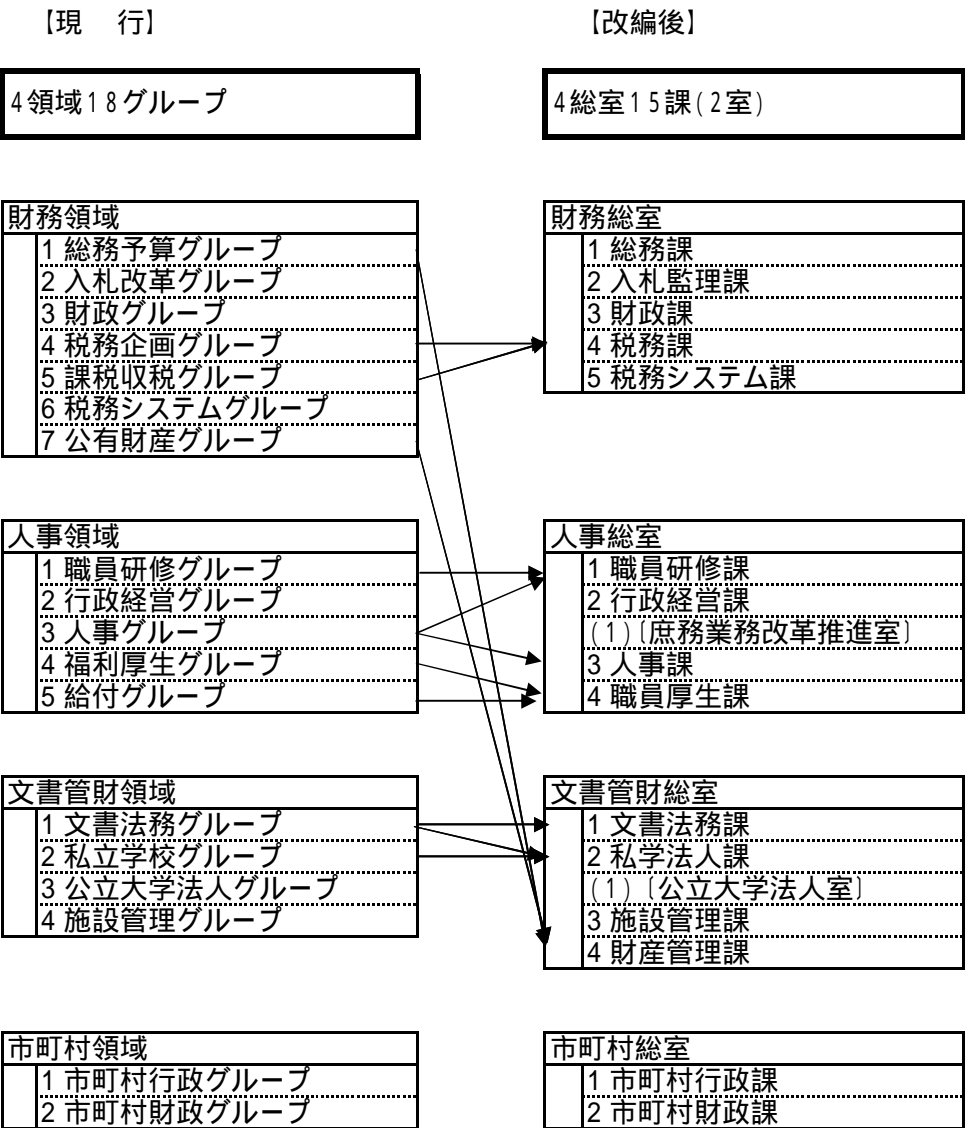 【現　行】
【改編後】
4領域18グループ
4総室15課(2室)
財務領域
1 総務予算グループ
2 入札改革グループ
3 財政グループ
4 税務企画グループ
5 課税収税グループ
6 税務システムグループ
7 公有財産グループ
財務総室
1 総務課
2 入札監理課
3 財政課
4 税務課
5 税務システム課
人事領域
1 職員研修グループ
2 行政経営グループ
3 人事グループ
4 福利厚生グループ
5 給付グループ
人事総室
1 職員研修課
2 行政経営課
(1)〔庶務業務改革推進室〕
3 人事課
4 職員厚生課
文書管財領域
1 文書法務グループ
2 私立学校グループ
3 公立大学法人グループ
4 施設管理グループ
文書管財総室
1 文書法務課
2 私学法人課
(1)〔公立大学法人室〕
3 施設管理課
4 財産管理課
市町村領域
1 市町村行政グループ
2 市町村財政グループ
市町村総室
1 市町村行政課
2 市町村財政課